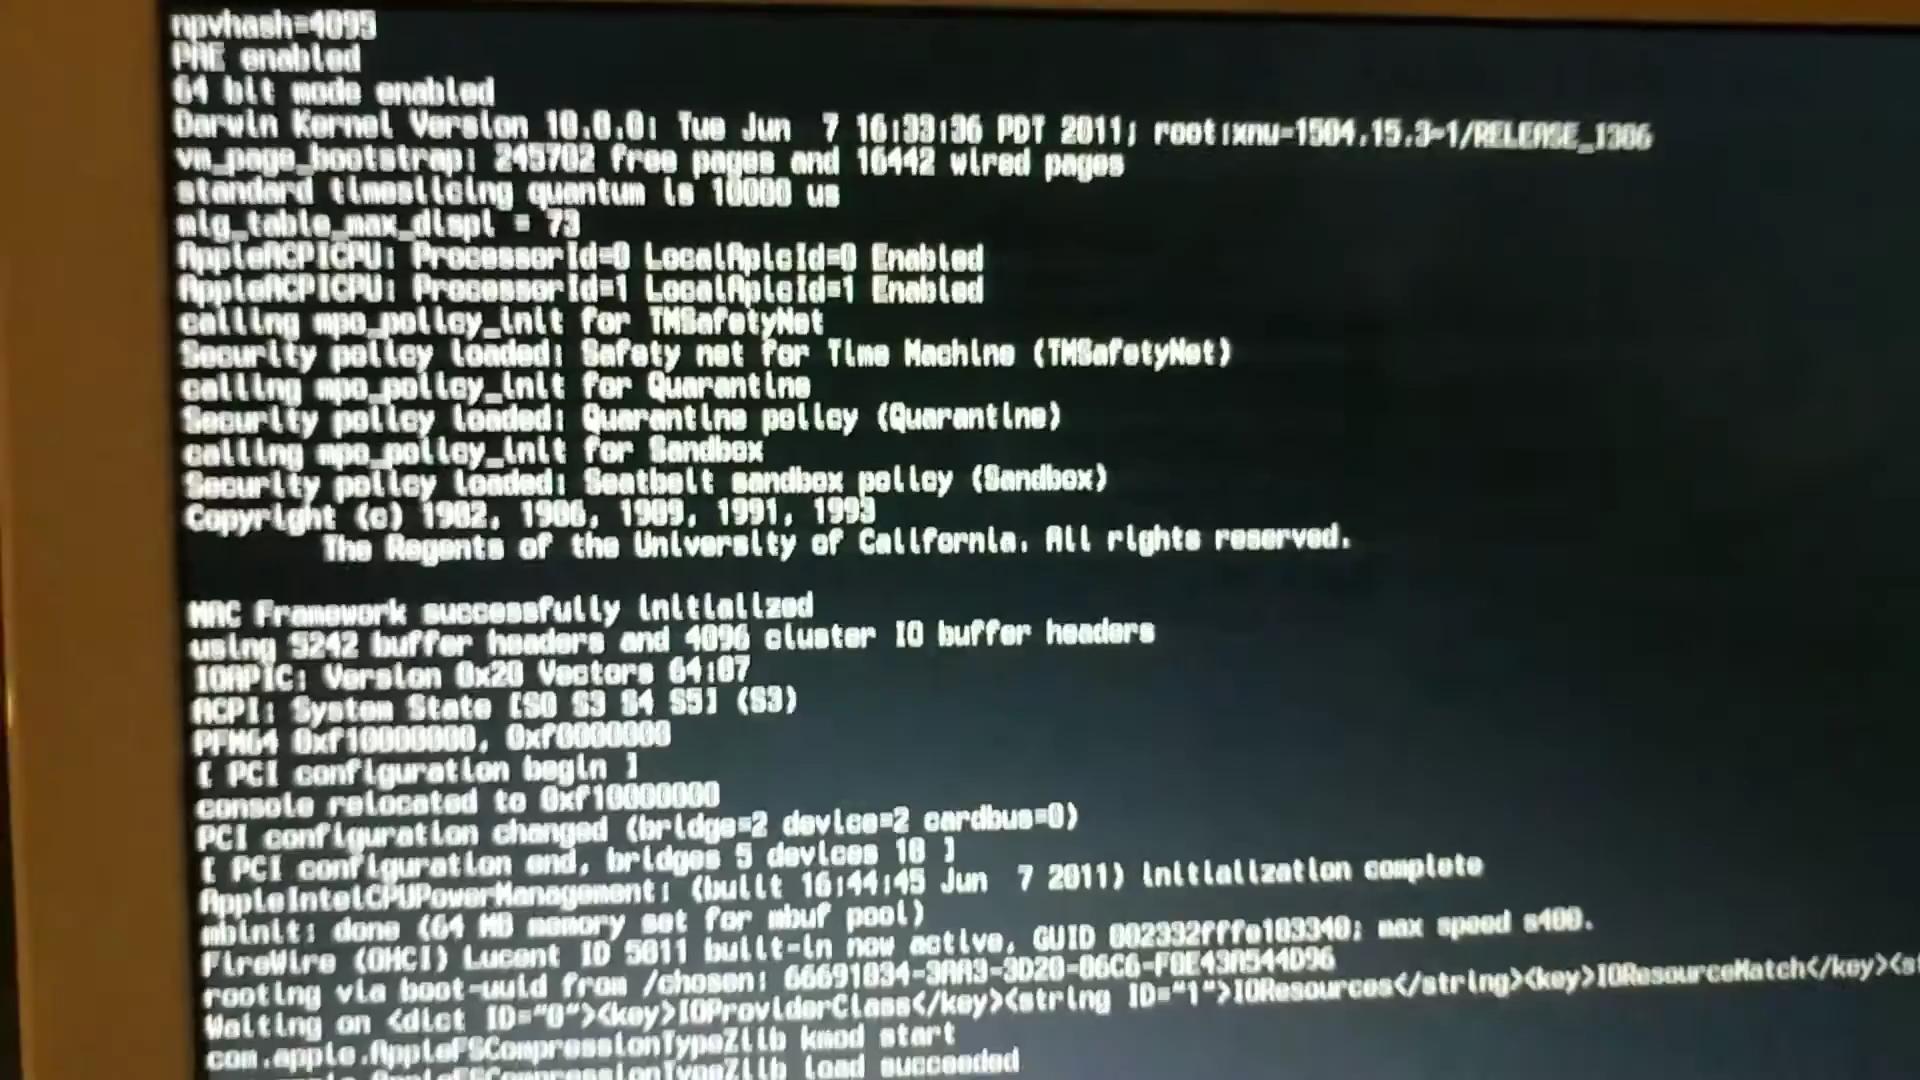 npvhash=4095
PAE enabled
64 bit mode enabled
Darwin Kernel Version 10.8.0: Tue Jun  7 16:33:36 PDT 2011; root:xnu-1504.15.3~1/RELEASE_I386
vm_page_bootstrap: 245702 free pages and 16442 wired pages
standard timeslicing quantum is 10000 us
mig_table_max_displ = 73
AppleACPICPU: ProcessorId=0 LocalApicId=0 Enabled
AppleACPICPU: ProcessorId=1 LocalApicId=1 Enabled
calling mpo_policy_init for TMSafetyNet
Security policy loaded: Safety net for Time Machine (TMSafetyNet)
calling mpo_policy_init for Quarantine
Security policy loaded: Quarantine policy (Quarantine)
calling mpo_policy_init for Sandbox
Security policy loaded: Seatbelt sandbox policy (Sandbox)
Copyright (c) 1982, 1986, 1989, 1991, 1993
The Regents of the University of California. All rights reserved.
MAC Framework successfully initialized
using 5242 buffer headers and 4096 cluster IO buffer headers
IOAPIC: Version 0x20 Vectors 64:87
ACPI: System State [S0 S3 S4 S5] (S3)
PFM64 0xf10000000, 0xf0000000
[ PCI configuration begin ]
console relocated to 0xf10000000
PCI configuration changed (bridge=2 device=2 cardbus=0)
[ PCI configuration end, bridges 5 devices 18 ]
AppleIntelCPUPowerManagement: (built 16:44:45 Jun  7 2011) initialization complete
mbinit: done (64 MB memory set for mbuf pool)
FireWire (OHCI) Lucent ID 5811 built-in now active, GUID 002332fffe103340; max speed s400.
rooting via boot-uuid from /chosen: 66691834-3AA3-3D20-86C6-F0E43A544D96
Waiting on <dict ID="0"><key>IOProviderClass</key><string ID="1">IOResources</string><key>IOResourceMatch</key><st
com.apple.AppleFSCompressionTypeZlib kmod start
AppleFSCompressionTypeZlib load succeeded